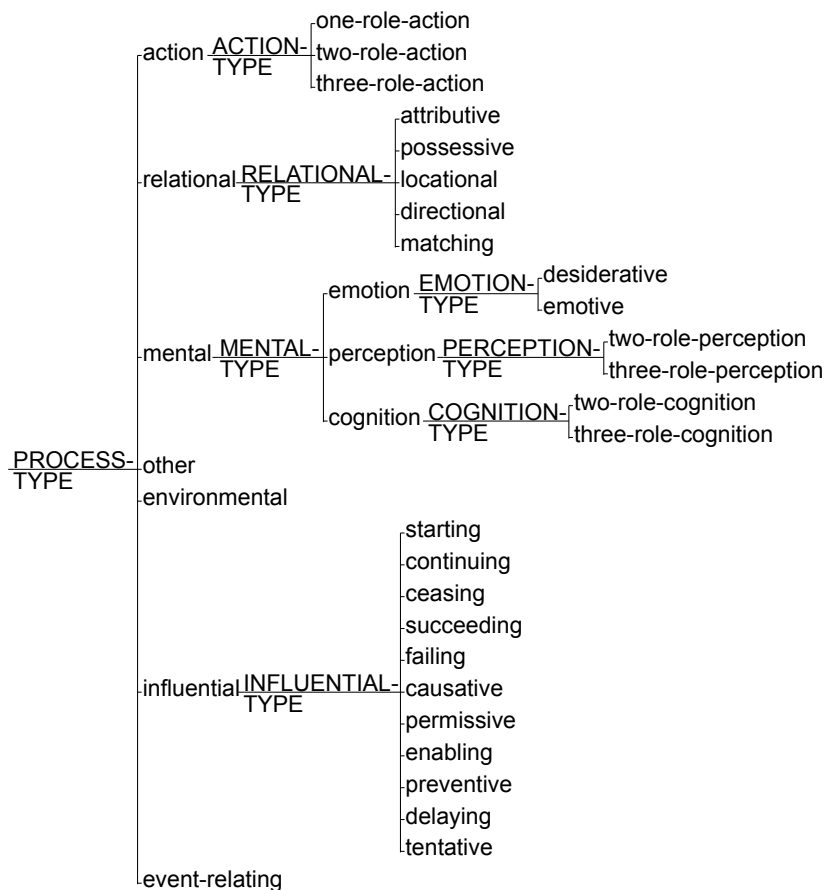 one-role-action
action ACTION-TYPE two-role-action
three-role-action
attributive
possessive
relational RELATIONAL-TYPE locational
directional
matching
desiderative
emotion EMOTION-TYPE
emotive
two-role-perception
mental MENTAL-TYPE perception PERCEPTION-TYPE
three-role-perception
two-role-cognition
cognition COGNITION-TYPE
three-role-cognition
PROCESS-TYPE other
environmental
starting
continuing
ceasing
succeeding
failing
influential INFLUENTIAL-TYPE causative
permissive
enabling
preventive
delaying
tentative
event-relating